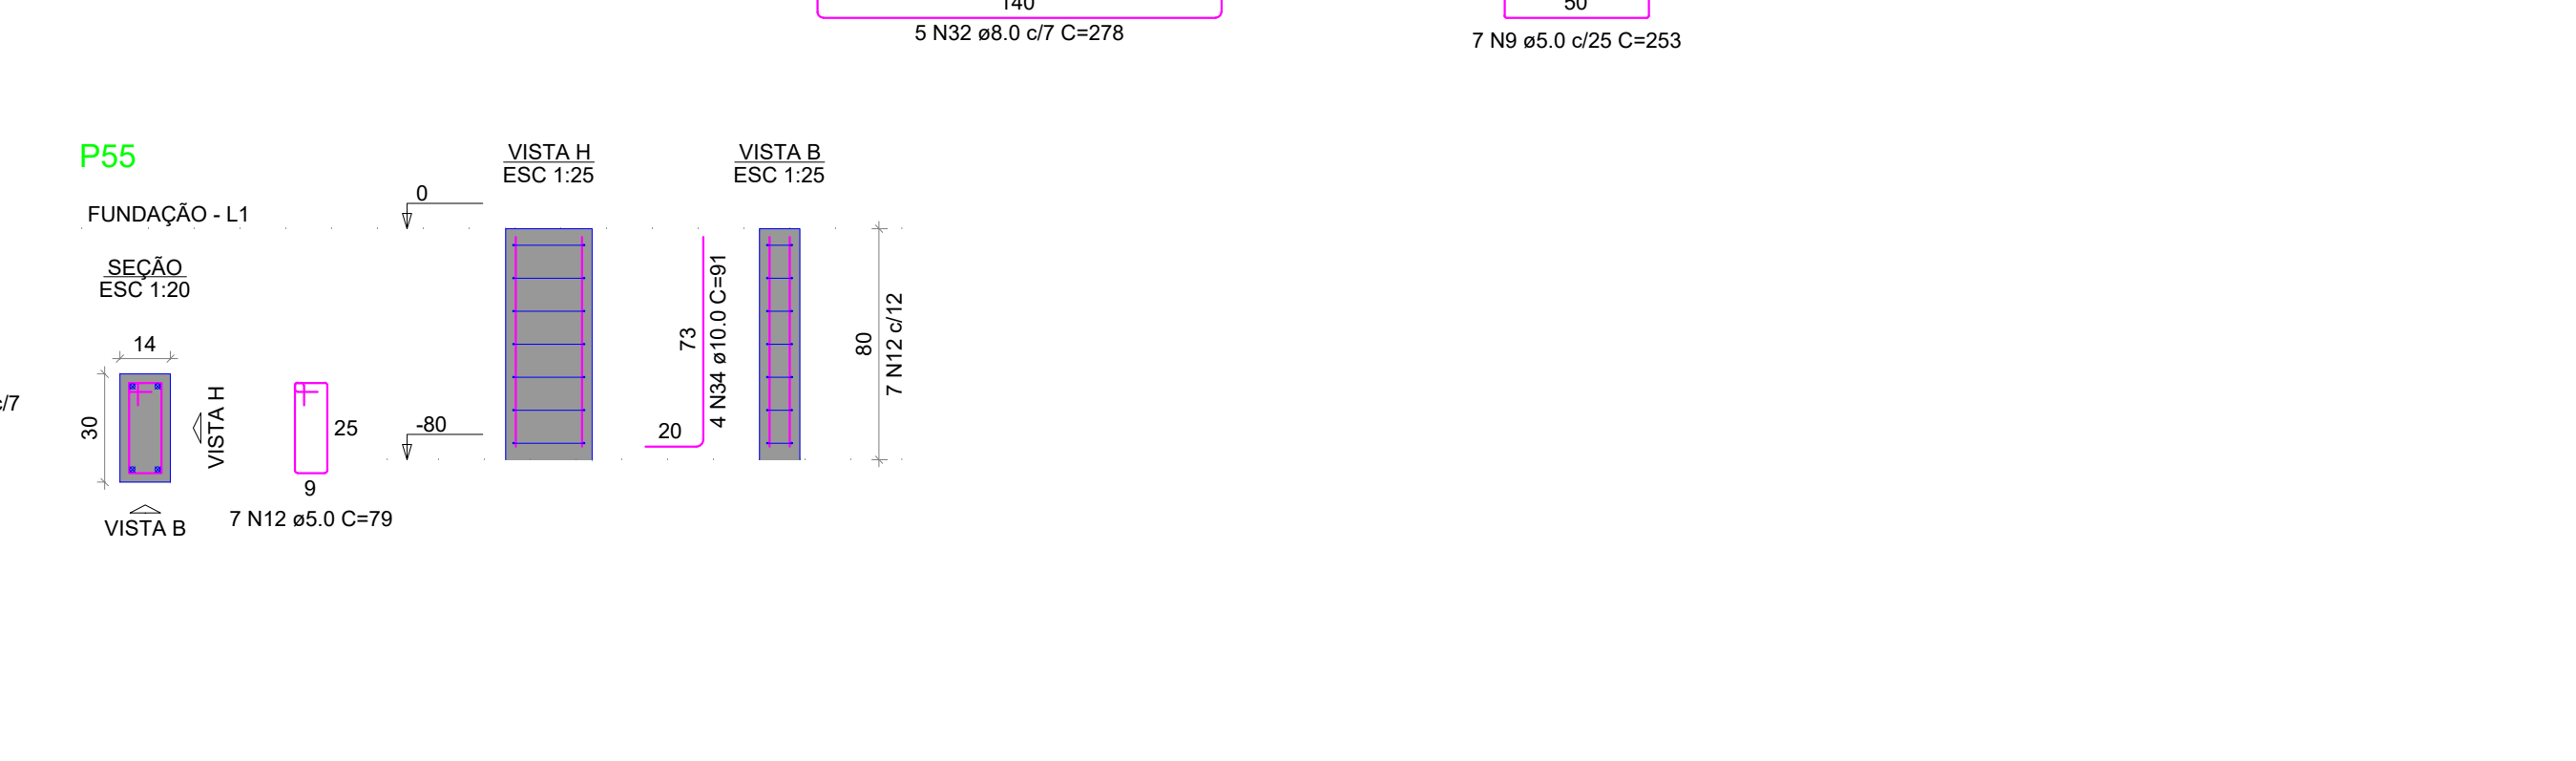 140
50
5 N32 ø8.0 c/7 C=278
7 N9 ø5.0 c/25 C=253
P55
VISTA H
ESC 1:25
VISTA B
ESC 1:25
FUNDAÇÃO - L1
0
SEÇÃO
ESC 1:20
14
30
VISTA H
VISTA B
25
9
7 N12 ø5.0 C=79
-80
20
73
4 N34 ø10.0 C=91
80
7 N12 c/12
c/7